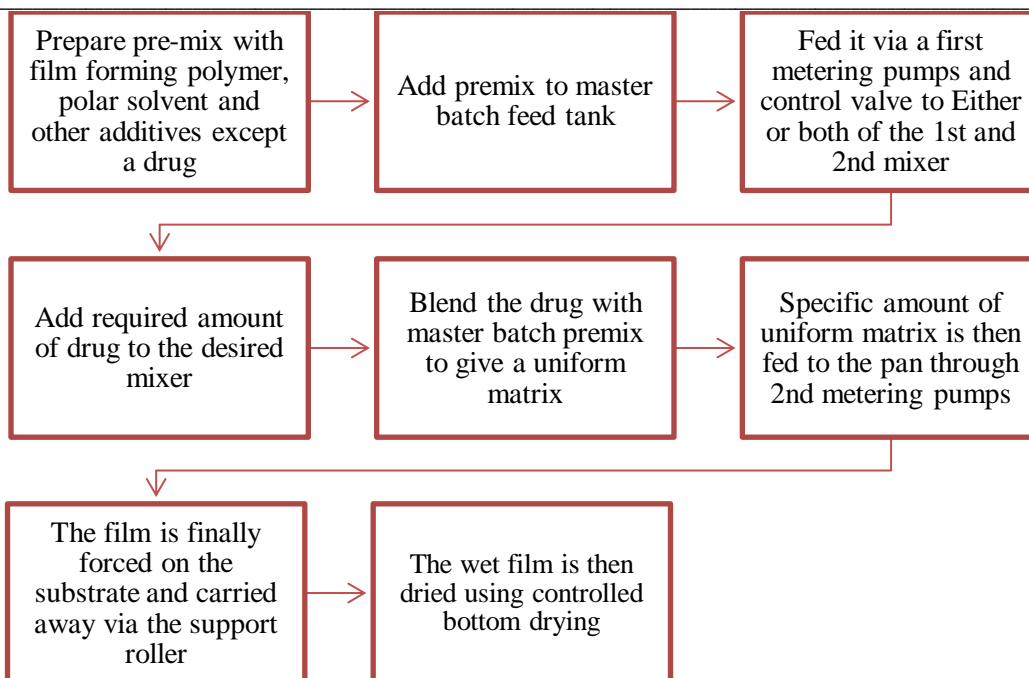 Prepare pre-mix with
film forming polymer,
polar solvent and
other additives except
a drug
Add premix to master
batch feed tank
Fed it via a first
metering pumps and
control valve to Either
or both of the 1st and
2nd mixer
Add required amount
of drug to the desired
mixer
Blend the drug with
master batch premix
to give a uniform
matrix
Specific amount of
uniform matrix is then
fed to the pan through
2nd metering pumps
The film is finally
forced on the
substrate and carried
away via the support
roller
The wet film is then
dried using controlled
bottom drying